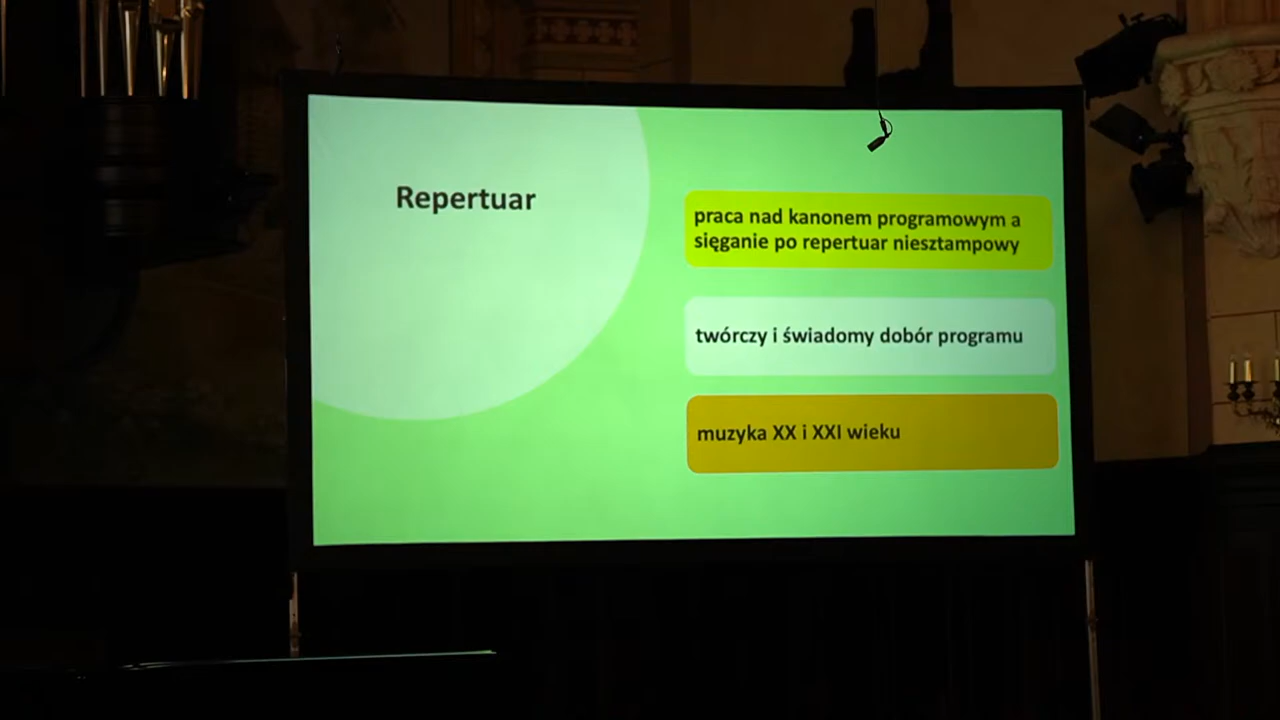 Repertuar
praca nad kanonem programowym a
sięganie po repertuar niesztampowy
twórczy i świadomy dobór programu
muzyka XX i XXI wieku